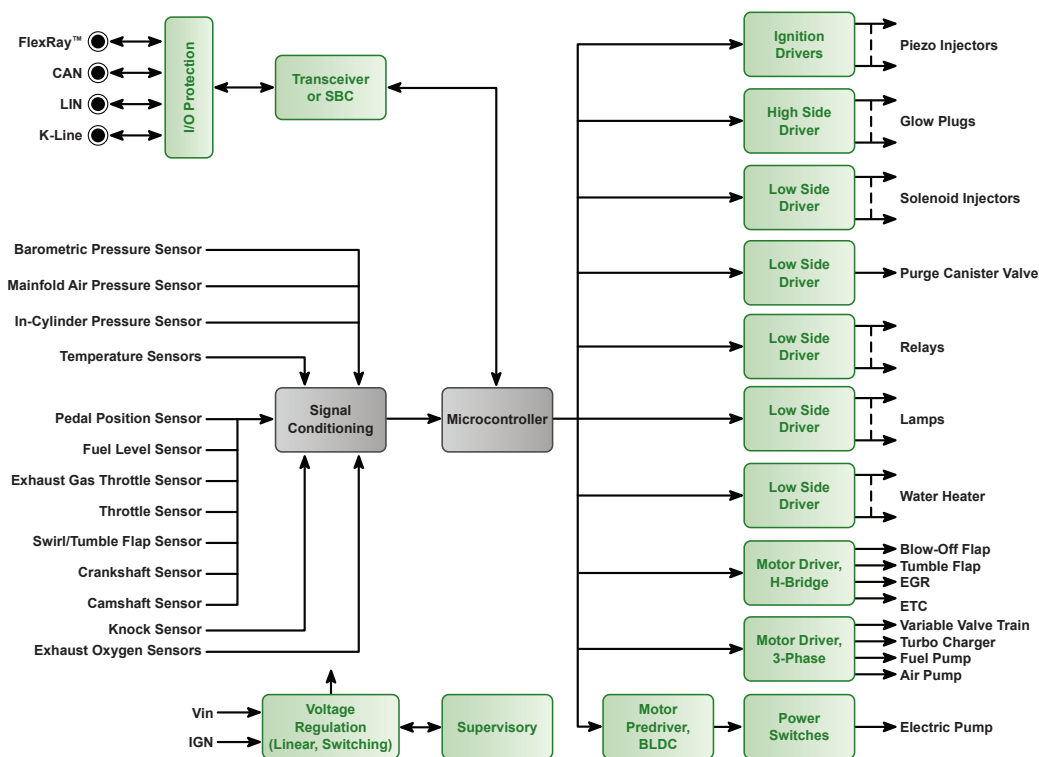 FlexRay™
CAN
LIN
K-Line
I/O Protection
Transceiver
or SBC
Barometric Pressure Sensor
Mainfold Air Pressure Sensor
In-Cylinder Pressure Sensor
Temperature Sensors
Pedal Position Sensor
Fuel Level Sensor
Exhaust Gas Throttle Sensor
Throttle Sensor
Swirl/Tumble Flap Sensor
Crankshaft Sensor
Camshaft Sensor
Knock Sensor
Exhaust Oxygen Sensors
Signal
Conditioning
Microcontroller
Vin
IGN
Voltage
Regulation
(Linear, Switching)
Supervisory
Ignition
Drivers
Piezo Injectors
High Side
Driver
Glow Plugs
Low Side
Driver
Solenoid Injectors
Low Side
Driver
Purge Canister Valve
Low Side
Driver
Relays
Low Side
Driver
Lamps
Low Side
Driver
Water Heater
Motor Driver,
H-Bridge
Blow-Off Flap
Tumble Flap
EGR
ETC
Motor Driver,
3-Phase
Variable Valve Train
Turbo Charger
Fuel Pump
Air Pump
Motor
Predriver,
BLDC
Power
Switches
Electric Pump